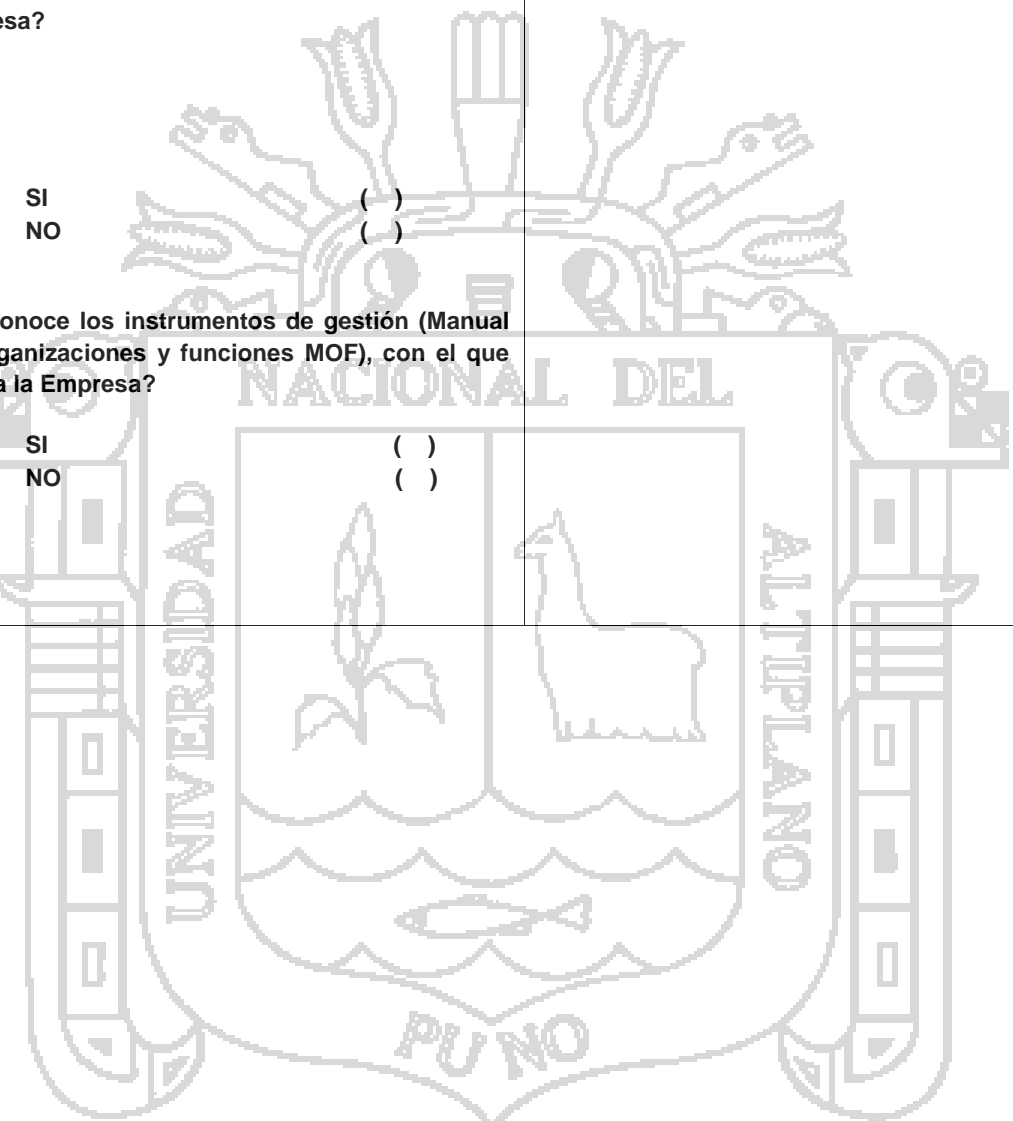 esa?
SI ( )
NO ( )
onoce los instrumentos de gestión (Manual
ganizaciones y funciones MOF), con el que
a la Empresa?
NACIONAL DEL
SI ( )
NO ( )
UNIVERSIDAD
ALTIPLANO
PUNO